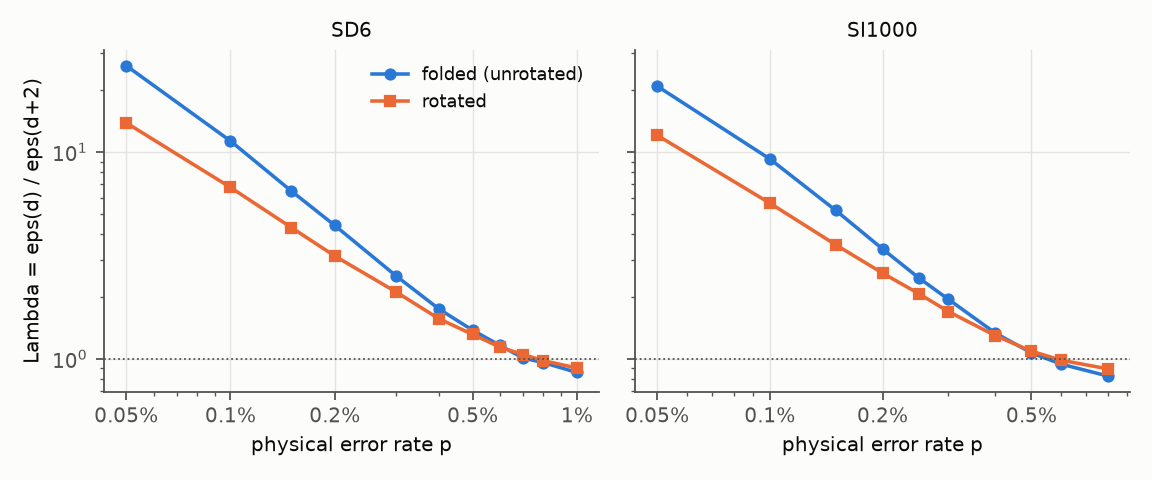 SD6
SI1000
Lambda = eps(d) / eps(d+2)
folded (unrotated)
rotated
10¹
10⁰
0.05% 0.1% 0.2% 0.5% 1%
0.05% 0.1% 0.2% 0.5%
physical error rate p
physical error rate p